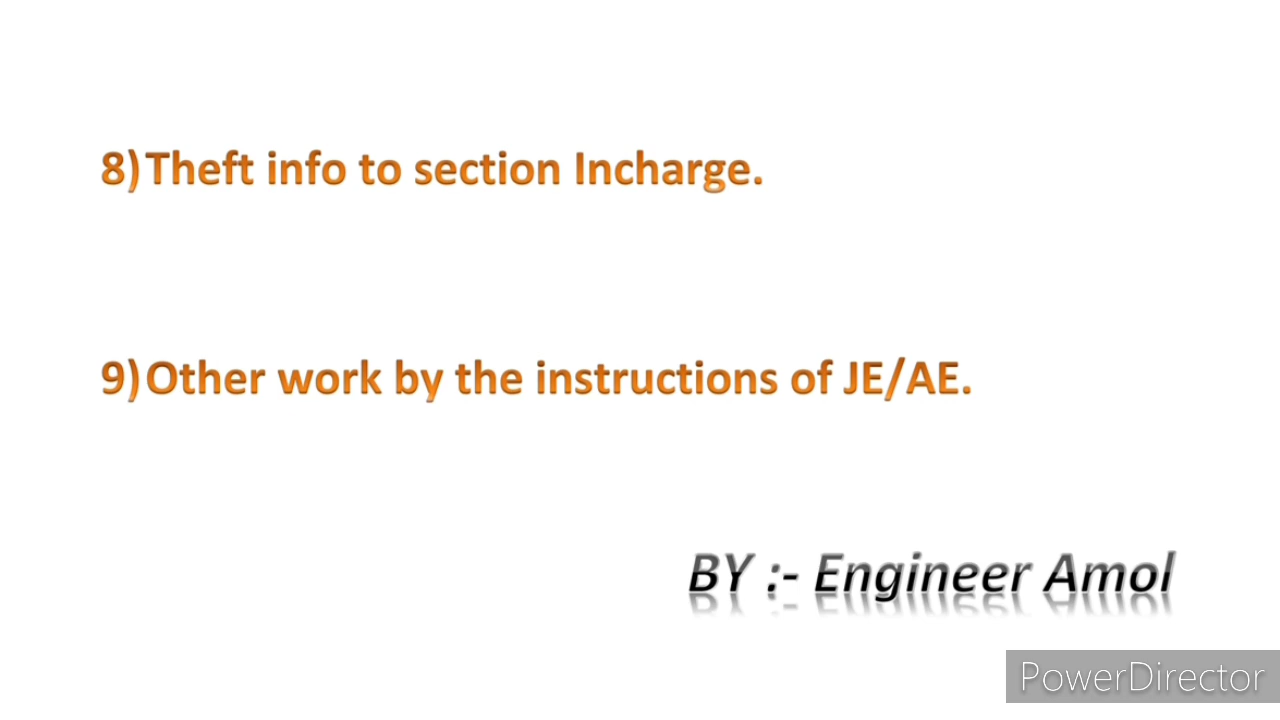 8) Theft info to section Incharge.
9) Other work by the instructions of JE/AE.
BY :- Engineer Amol
PowerDirector